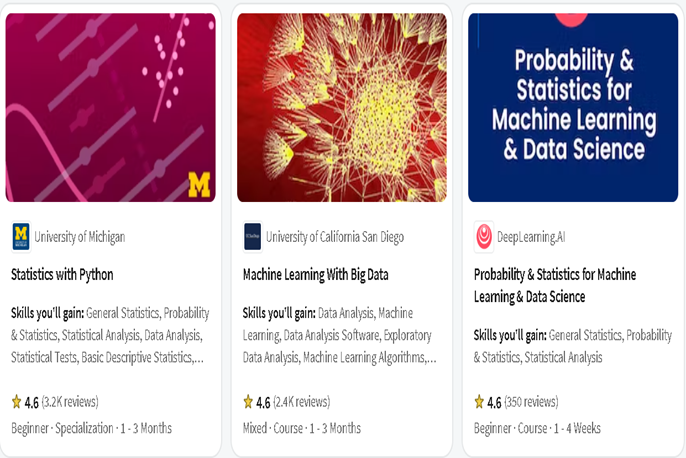 M
University of Michigan
Statistics with Python
Skills you'll gain: General Statistics, Probability
& Statistics, Statistical Analysis, Data Analysis,
Statistical Tests, Basic Descriptive Statistics,...
4.6 (3.2K reviews)
Beginner · Specialization · 1 - 3 Months
University of California San Diego
Machine Learning With Big Data
Skills you'll gain: Data Analysis, Machine
Learning, Data Analysis Software, Exploratory
Data Analysis, Machine Learning Algorithms,...
4.6 (2.4K reviews)
Mixed · Course · 1 - 3 Months
Probability &
Statistics for
Machine Learning
& Data Science
DeepLearning.AI
Probability & Statistics for Machine
Learning & Data Science
Skills you'll gain: General Statistics, Probability
& Statistics, Statistical Analysis
4.6 (350 reviews)
Beginner · Course · 1 - 4 Weeks